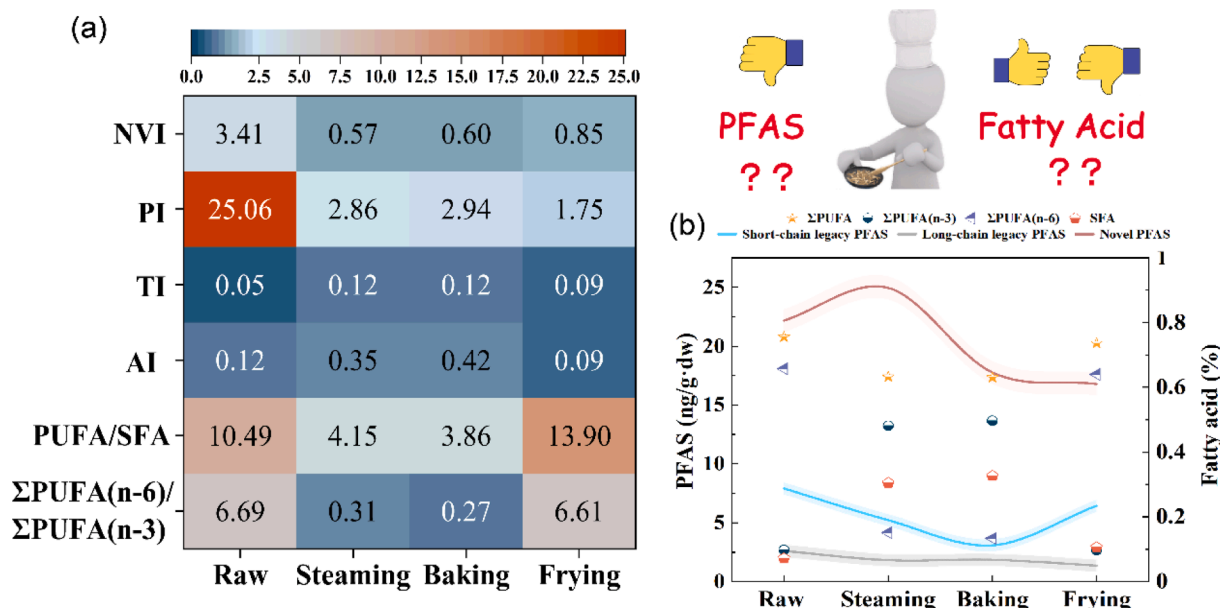 (a)
0.0 2.5 5.0 7.5 10.0 12.5 15.0 17.5 20.0 22.5 25.0
NVI 3.41 0.57 0.60 0.85
PI 25.06 2.86 2.94 1.75
TI 0.05 0.12 0.12 0.09
AI 0.12 0.35 0.42 0.09
PUFA/SFA 10.49 4.15 3.86 13.90
ΣPUFA(n-6)/
ΣPUFA(n-3) 6.69 0.31 0.27 6.61
Raw Steaming Baking Frying
PFAS
? ?
Fatty Acid
? ?
(b)
ΣPUFA ΣPUFA(n-3) ΣPUFA(n-6) SFA
Short-chain legacy PFAS Long-chain legacy PFAS Novel PFAS
PFAS (ng/g·dw)
25
20
15
10
5
0
1
0.8
0.6
0.4
0.2
0
Fatty acid (%)
Raw Steaming Baking Frying